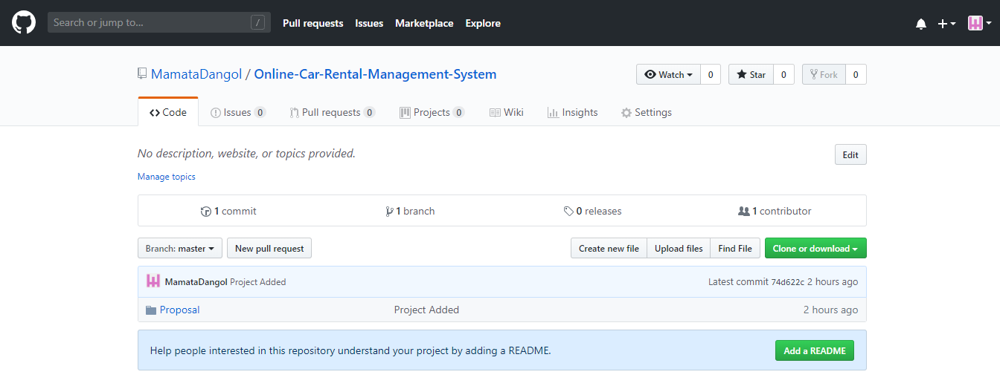 Search or jump to... / Pull requests Issues Marketplace Explore
MamataDangol / Online-Car-Rental-Management-System Watch 0 Star 0 Fork 0
Code Issues 0 Pull requests 0 Projects 0 Wiki Insights Settings
No description, website, or topics provided. Edit
Manage topics
1 commit 1 branch 0 releases 1 contributor
Branch: master New pull request Create new file Upload files Find File Clone or download
MamataDangol Project Added Latest commit 74d622c 2 hours ago
Proposal Project Added 2 hours ago
Help people interested in this repository understand your project by adding a README. Add a README